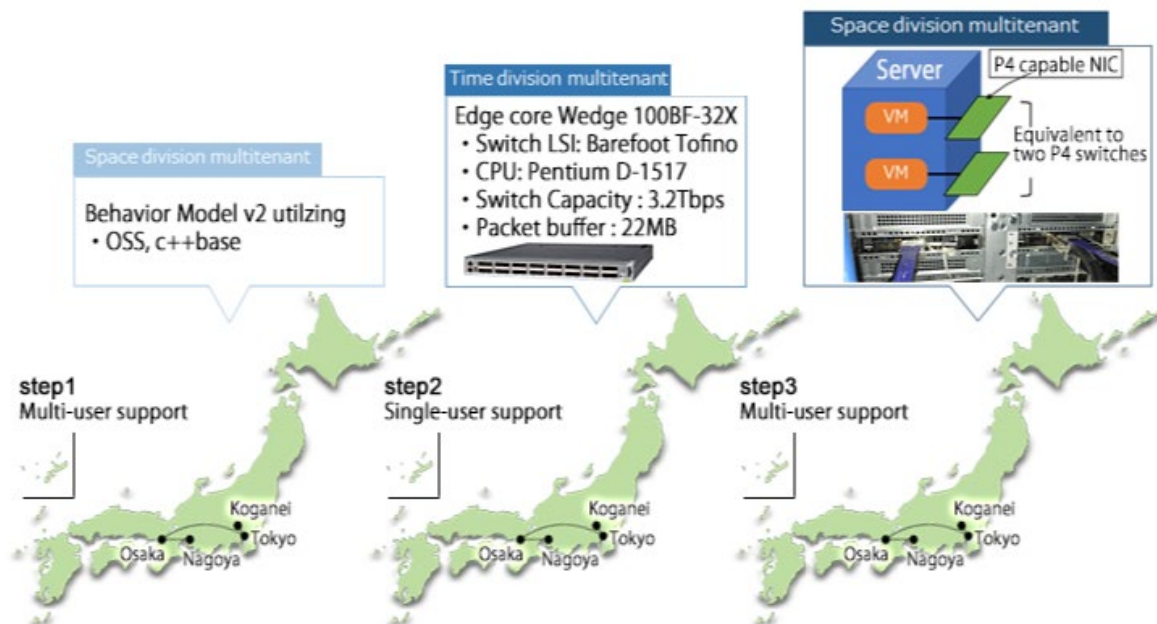 Space division multitenant
Behavior Model v2 utilzing
・OSS, c++base
step1
Multi-user support
Koganei
Tokyo
Osaka
Nagoya
Time division multitenant
Edge core Wedge 100BF-32X
・Switch LSI: Barefoot Tofino
・CPU: Pentium D-1517
・Switch Capacity : 3.2Tbps
・Packet buffer : 22MB
step2
Single-user support
Koganei
Tokyo
Osaka
Nagoya
Space division multitenant
Server
P4 capable NIC
VM
VM
Equivalent to
two P4 switches
step3
Multi-user support
Koganei
Tokyo
Osaka
Nagoya